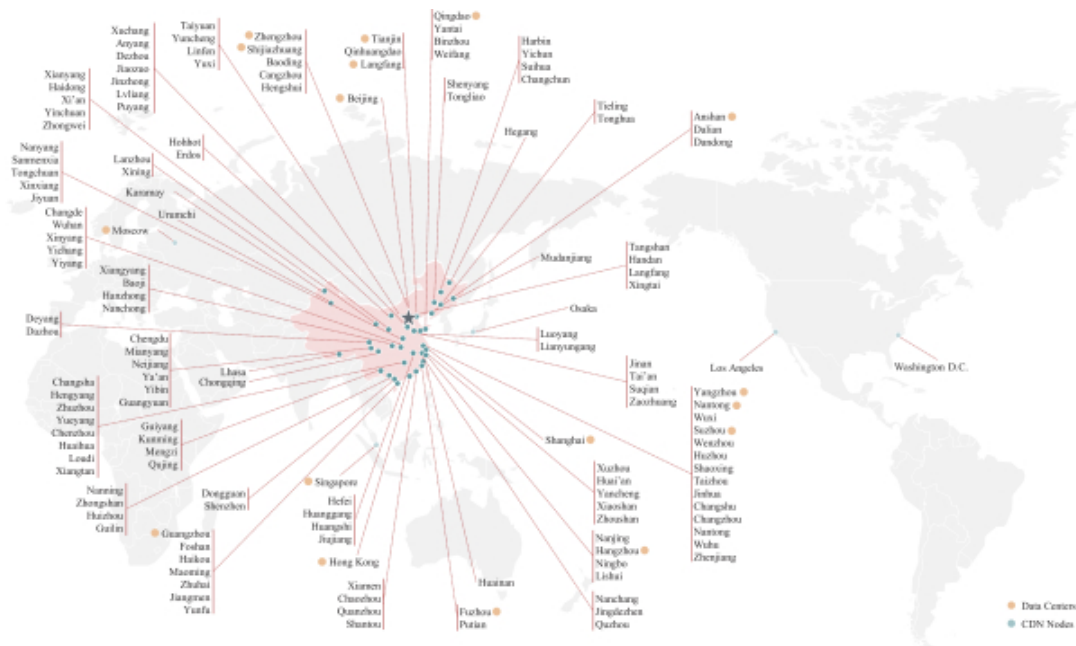 Xuchang
Anyang
Dezhou
Jiaozuo
Jinzhong
Lvliang
Puyang
Taiyuan
Yuncheng
Linfen
Yuxi
Zhengzhou
Shijiazhuang
Baoding
Cangzhou
Hengshui
Tianjin
Qinhuangdao
Langfang
Beijing
Qingdao
Yantai
Binzhou
Weifang
Shenyang
Tongliao
Harbin
Yichun
Suihua
Changchun
Hegang
Tieling
Tonghua
Anshan
Dalian
Dandong
Xianyang
Haidong
Xi'an
Yinchuan
Zhongwei
Hohhot
Erdos
Lanzhou
Xining
Karamay
Urumchi
Moscow
Nanyang
Sanmenxia
Tongchuan
Xinxiang
Jiyuan
Changde
Wuhan
Xinyang
Yichang
Yiyang
Xiangyang
Baoji
Hanzhong
Nanchong
Deyang
Dazhou
Chengdu
Mianyang
Neijiang
Ya'an
Yibin
Guangyuan
Lhasa
Chongqing
Changsha
Hengyang
Zhuzhou
Yueyang
Chenzhou
Huaihua
Loudi
Xiangtan
Guiyang
Kunming
Mengzi
Qujing
Nanning
Zhongshan
Huizhou
Guilin
Dongguan
Shenzhen
Guangzhou
Foshan
Haikou
Maoming
Zhuhai
Jiangmen
Yunfu
Singapore
Hefei
Huanggang
Huangshi
Jiujiang
Hong Kong
Xiamen
Chaozhou
Quanzhou
Shantou
Fuzhou
Putian
Huainan
Mudanjiang
Tangshan
Handan
Langfang
Xingtai
Osaka
Luoyang
Lianyungang
Jinan
Tai'an
Suqian
Zaozhuang
Shanghai
Xuzhou
Huai'an
Yancheng
Xiaoshan
Zhoushan
Nanjing
Hangzhou
Ningbo
Lishui
Nanchang
Jingdezhen
Quzhou
Yangzhou
Nantong
Wuxi
Suzhou
Wenzhou
Huzhou
Shaoxing
Taizhou
Jinhua
Changshu
Changzhou
Nantong
Wuhu
Zhenjiang
Los Angeles
Washington D.C.
Data Centers
CDN Nodes